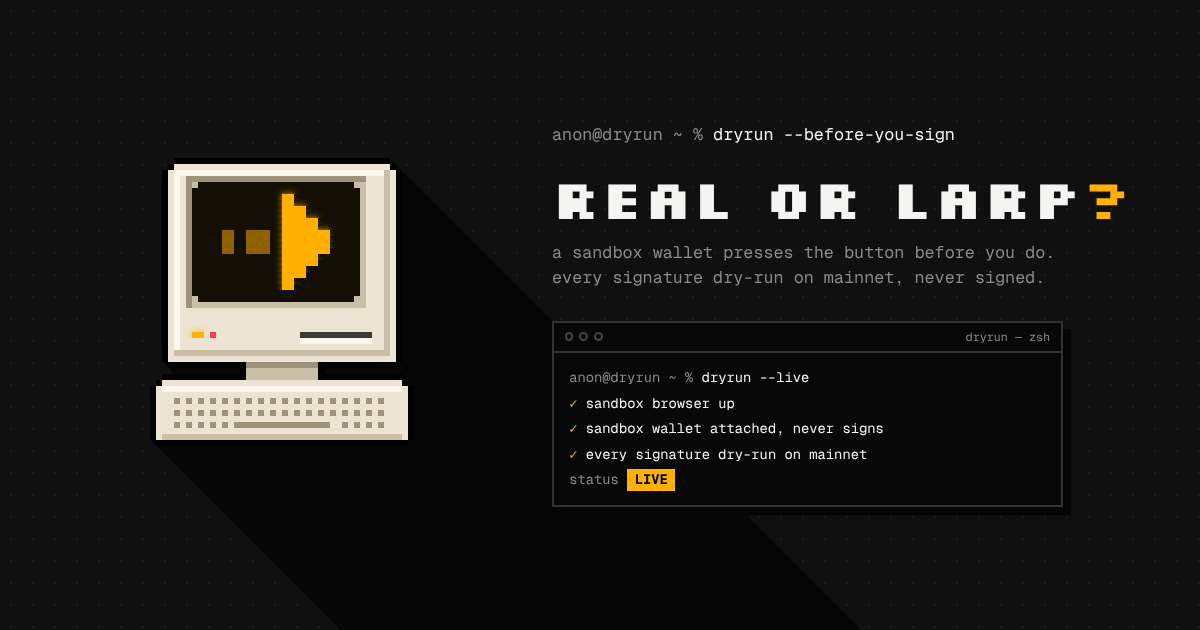 anon@dryrun ~ % dryrun --before-you-sign
REAL OR LARP?
a sandbox wallet presses the button before you do.
every signature dry-run on mainnet, never signed.
dryrun — zsh
anon@dryrun ~ % dryrun --live
✓ sandbox browser up
✓ sandbox wallet attached, never signs
✓ every signature dry-run on mainnet
status LIVE